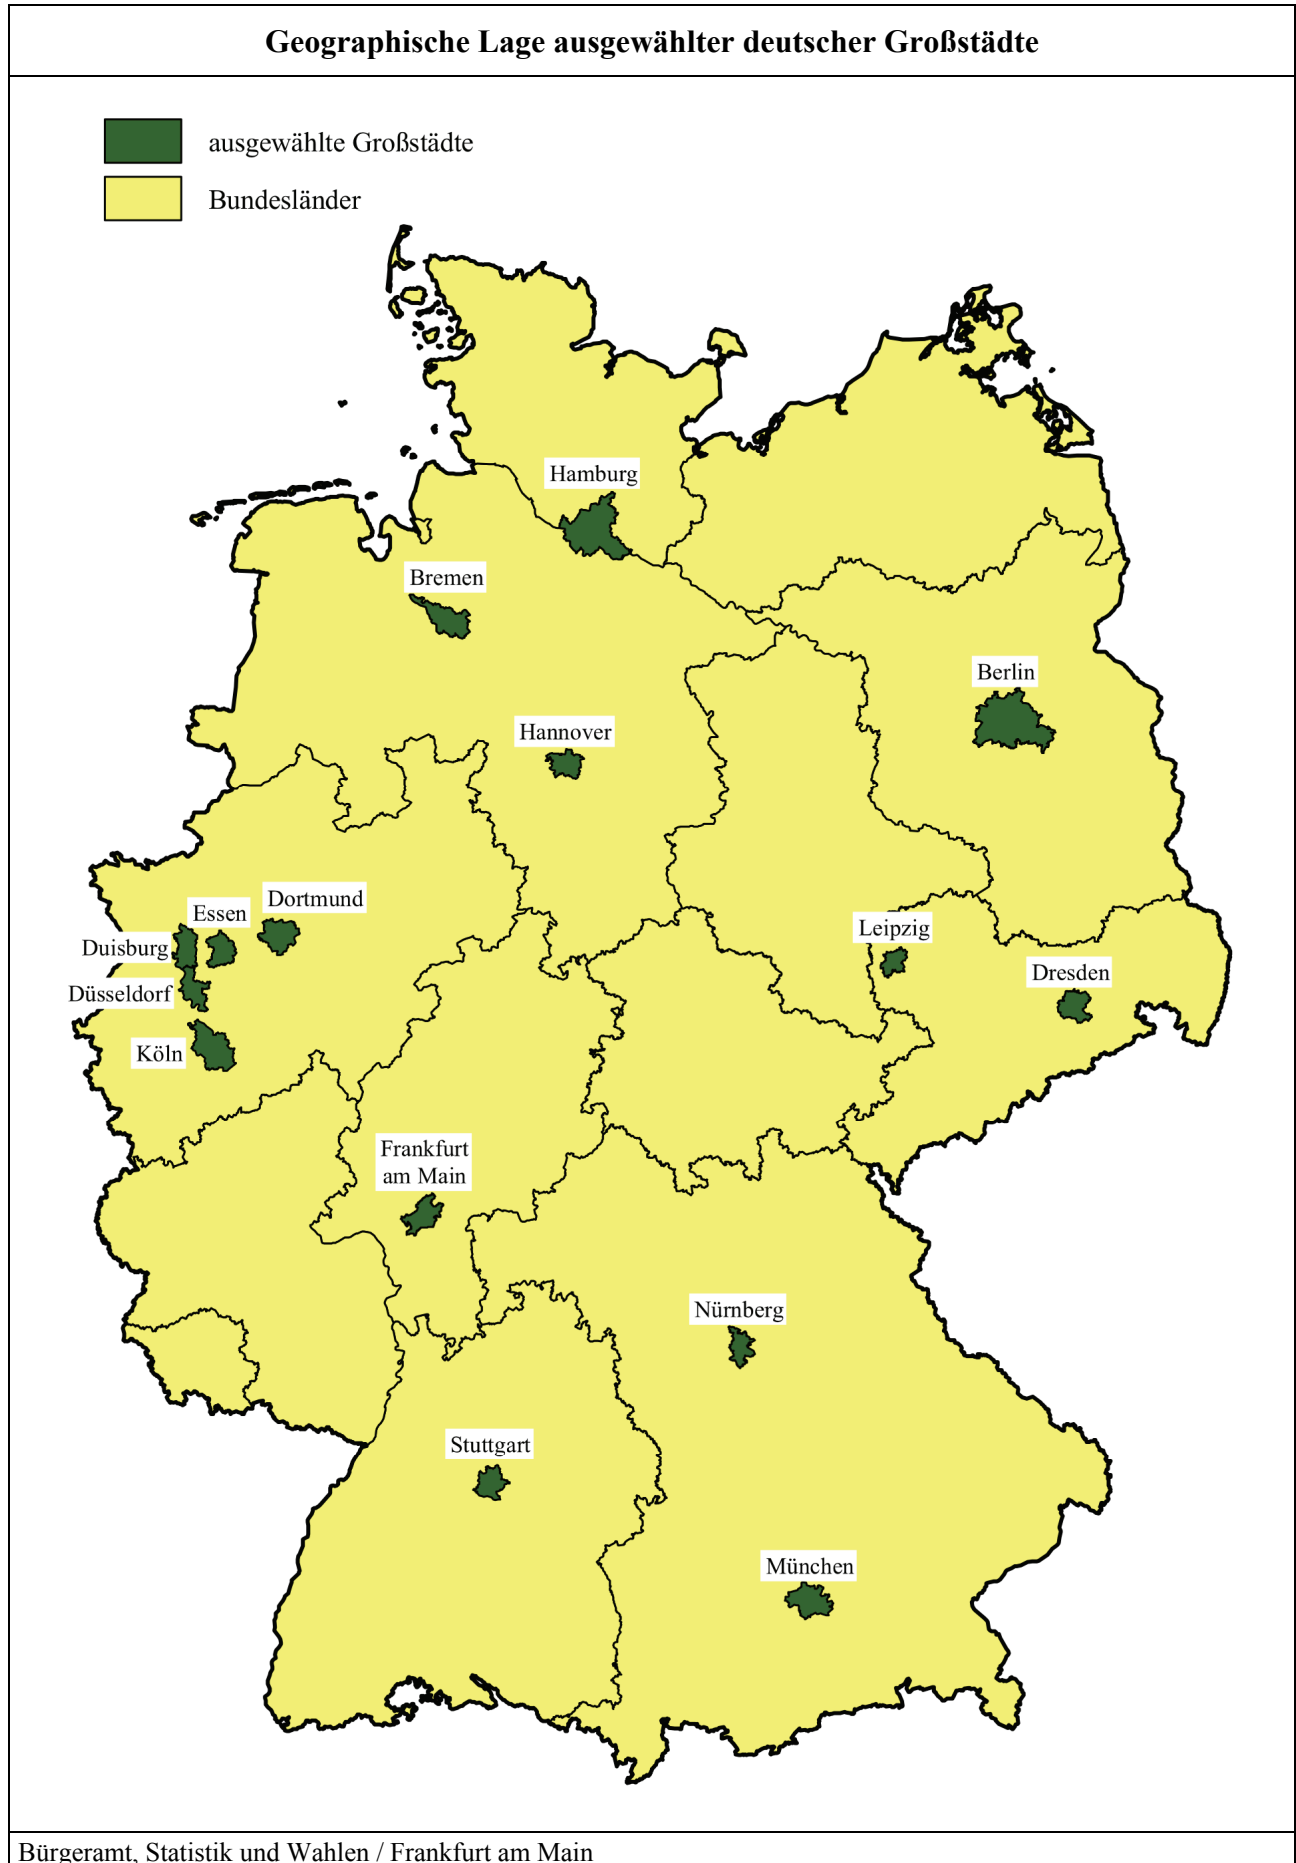 Geographische Lage ausgewählter deutscher Großstädte
ausgewählte Großstädte
Bundesländer
Hamburg
Bremen
Berlin
Hannover
Dortmund
Essen
Duisburg
Düsseldorf
Köln
Leipzig
Dresden
Frankfurt
am Main
Nürnberg
Stuttgart
München
Bürgeramt, Statistik und Wahlen / Frankfurt am Main